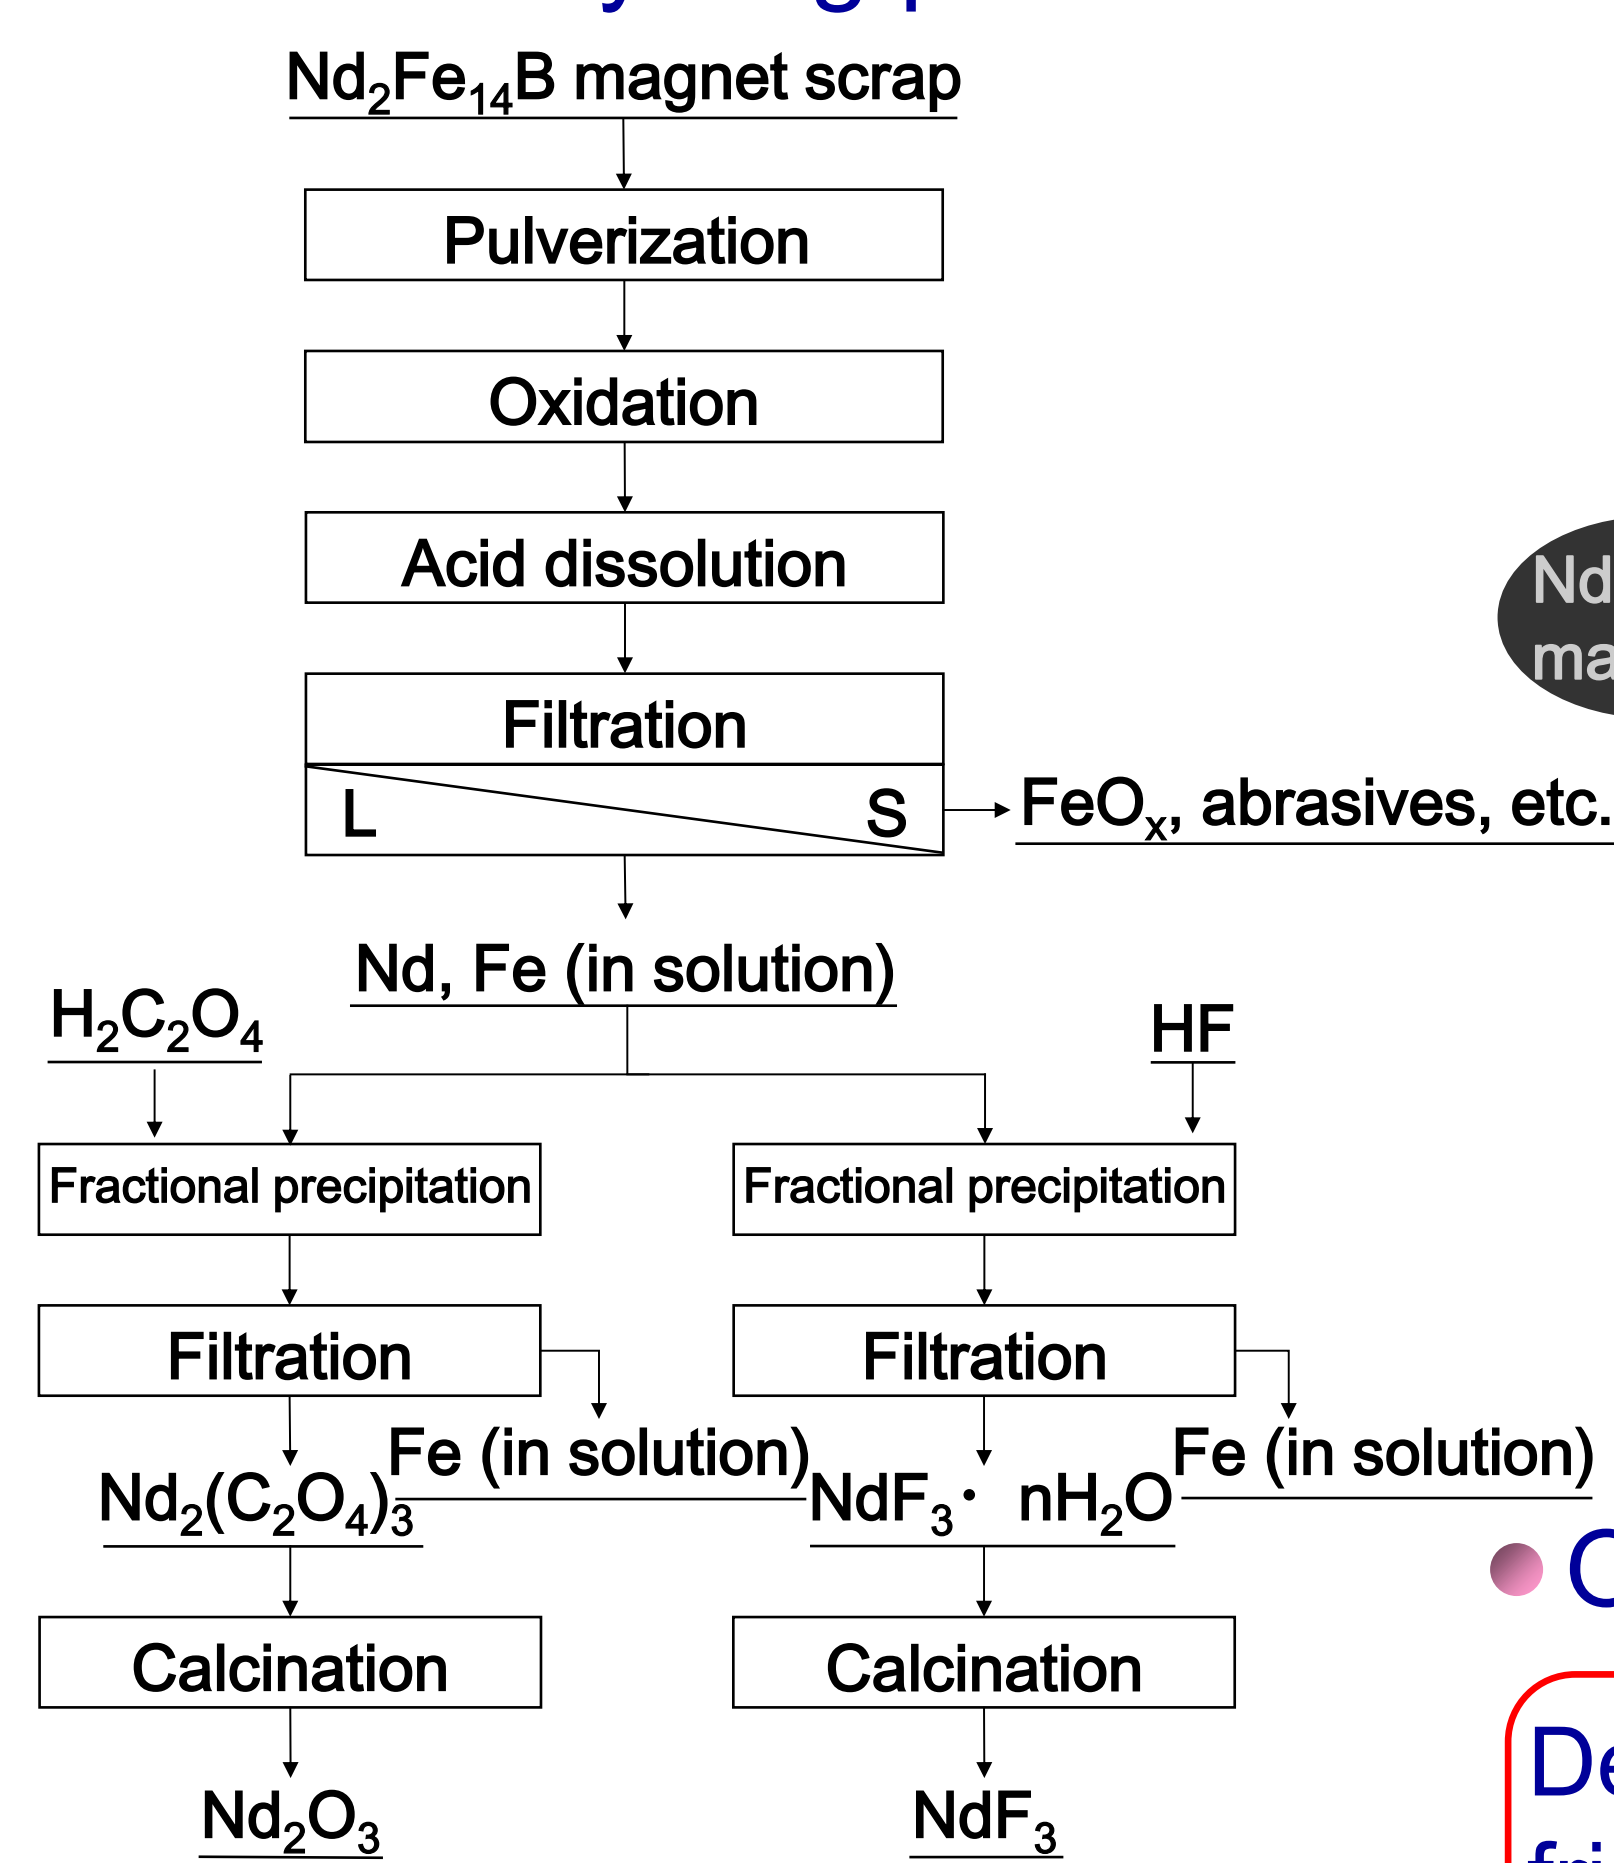 Nd₂Fe₁₄B magnet scrap
Pulverization
Oxidation
Acid dissolution
Nd
Filtration
L S
FeOₓ, abrasives, etc.
Nd, Fe (in solution)
H₂C₂O₄
HF
Fractional precipitation
Fractional precipitation
Filtration
Filtration
Fe (in solution)
Fe (in solution)
Nd₂(C₂O₄)₃
NdF₃・ nH₂O
Calcination
Calcination
Nd₂O₃
NdF₃